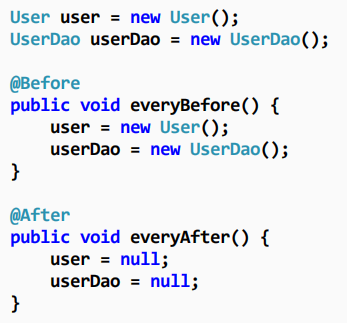 User user = new User();
UserDao userDao = new UserDao();
@Before
public void everyBefore() {
user = new User();
userDao = new UserDao();
}
@After
public void everyAfter() {
user = null;
userDao = null;
}